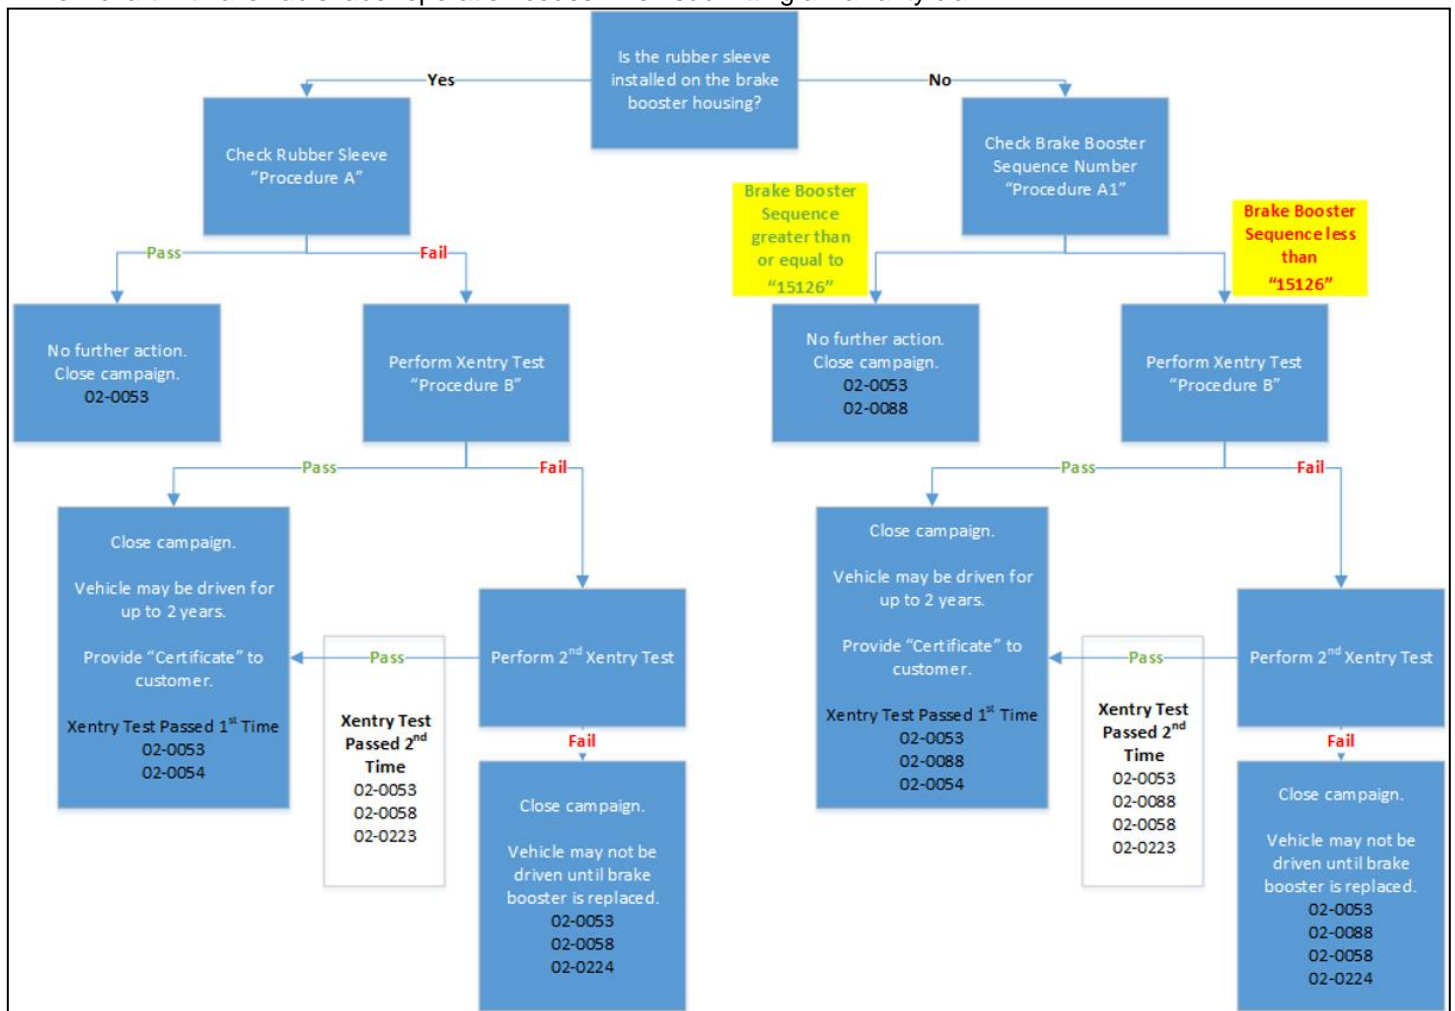 Is the rubber sleeve
installed on the brake
booster housing?
Yes
No
Check Rubber Sleeve
“Procedure A”
Check Brake Booster
Sequence Number
“Procedure A1”
Pass
Fail
Brake Booster
Sequence
greater than
or equal to
“15126”
Brake Booster
Sequence less
than
“15126”
No further action.
Close campaign.
02-0053
Perform Xentry Test
“Procedure B”
No further action.
Close campaign.
02-0053
02-0088
Perform Xentry Test
“Procedure B”
Pass
Fail
Pass
Fail
Close campaign.
Vehicle may be driven for
up to 2 years.
Provide “Certificate” to
customer.
Xentry Test Passed 1st Time
02-0053
02-0054
Pass
Xentry Test
Passed 2nd
Time
02-0053
02-0058
02-0223
Perform 2nd Xentry Test
Fail
Close campaign.
Vehicle may not be
driven until brake
booster is replaced.
02-0053
02-0058
02-0224
Close campaign.
Vehicle may be driven for
up to 2 years.
Provide “Certificate” to
customer.
Xentry Test Passed 1st Time
02-0053
02-0088
02-0054
Pass
Xentry Test
Passed 2nd
Time
02-0053
02-0088
02-0058
02-0223
Perform 2nd Xentry Test
Fail
Close campaign.
Vehicle may not be
driven until brake
booster is replaced.
02-0053
02-0088
02-0058
02-0224